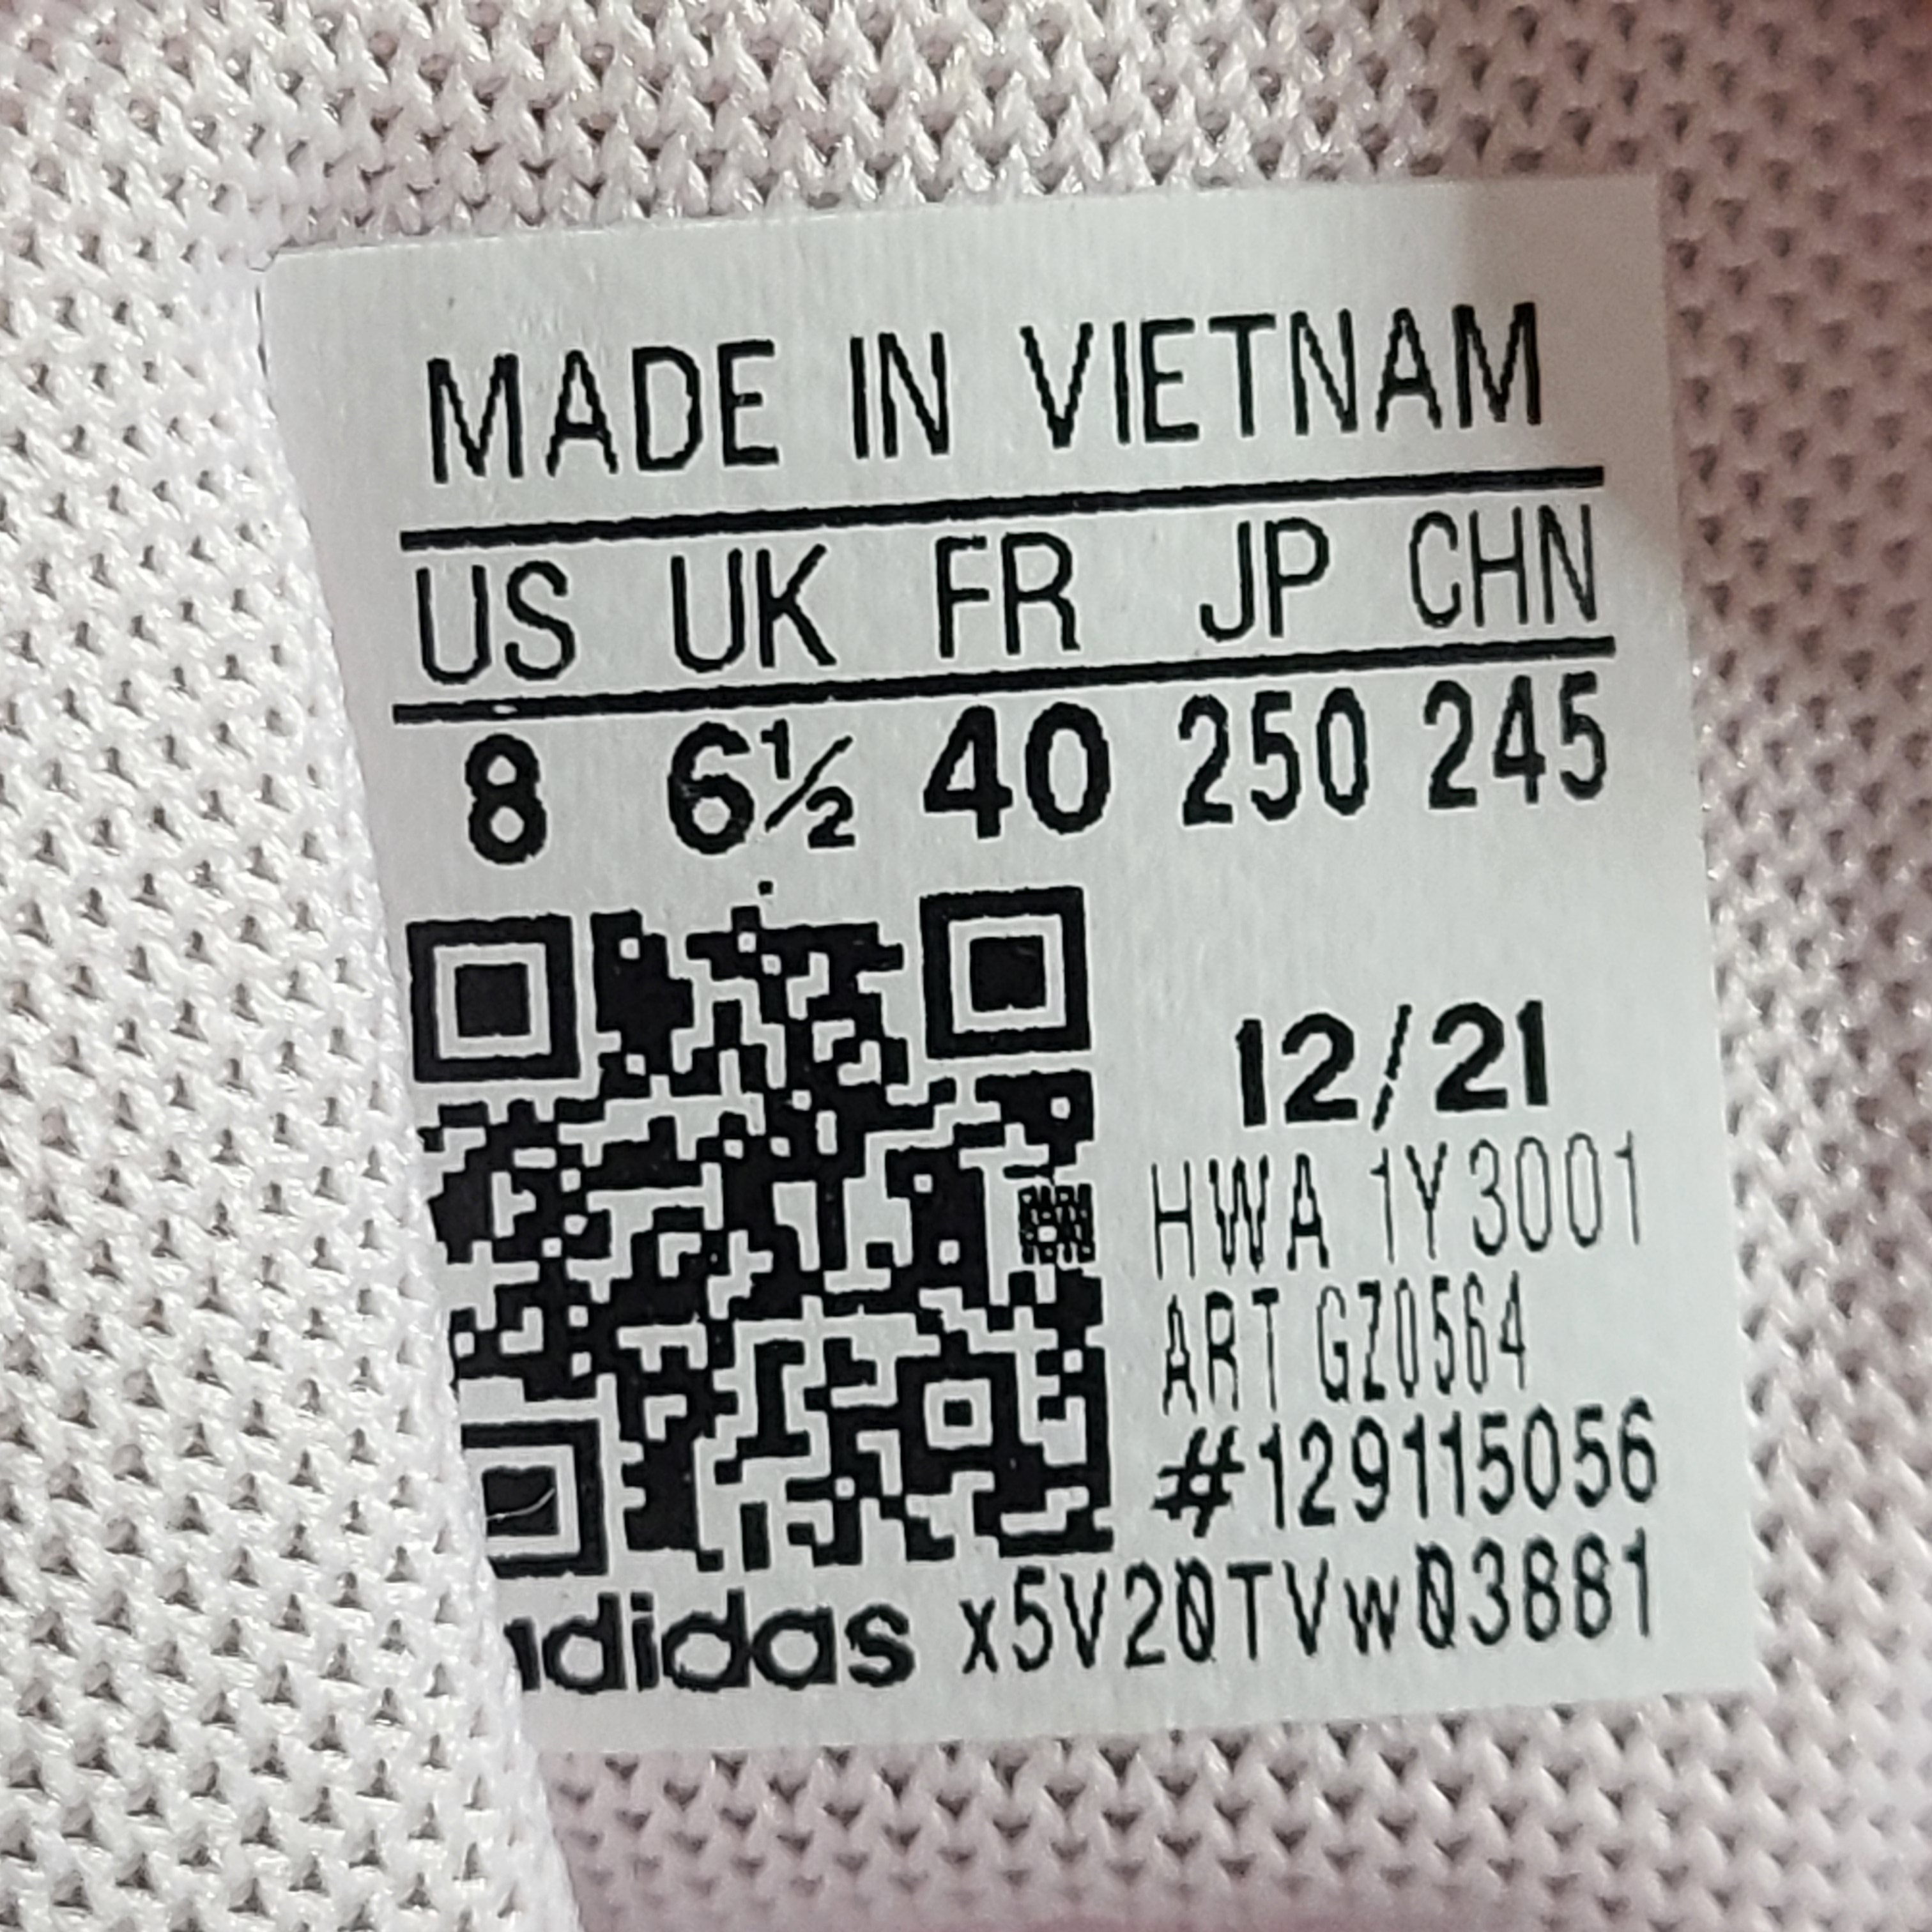 MADE IN VIETNAM
US UK FR JP CHN
8 6½ 40 250 245
12/21
HWA 1Y3001
ART GZ0564
#129115056
adidas x5V20TVw03881